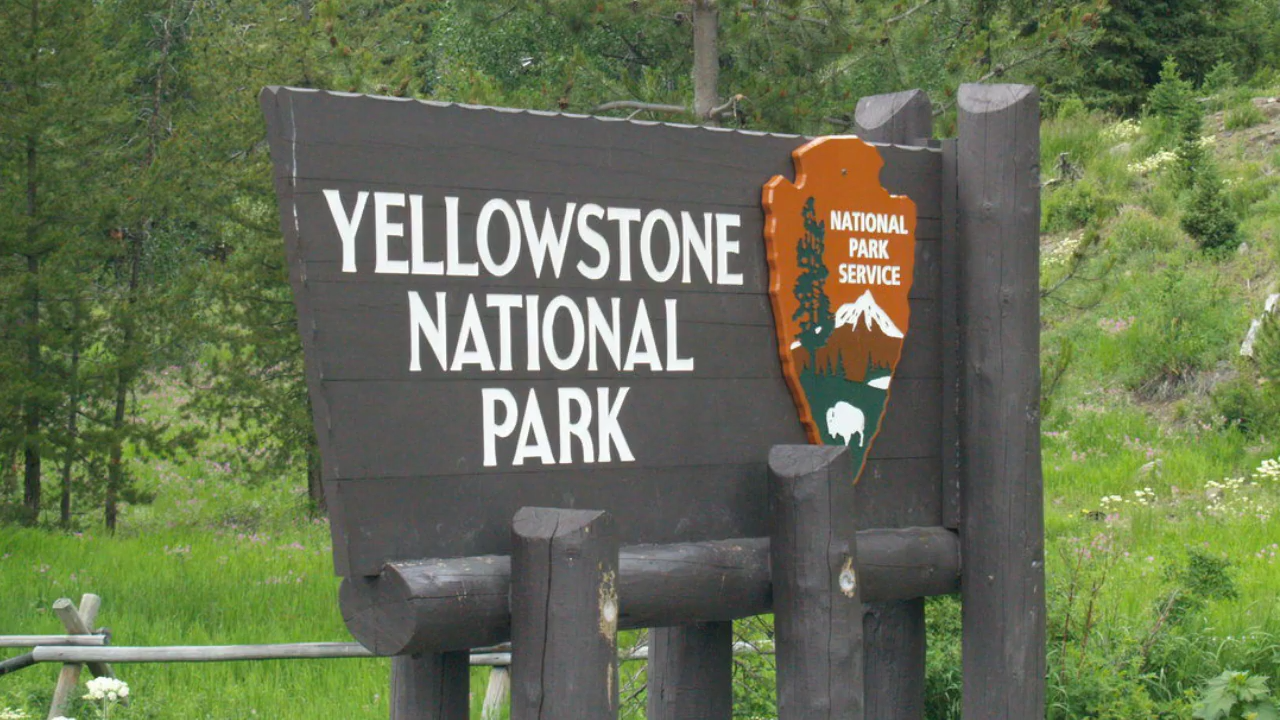 YELLOWSTONE
NATIONAL
PARK
NATIONAL
PARK
SERVICE